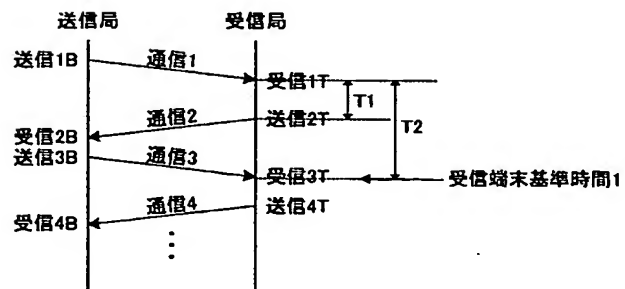 送信局 受信局
送信1B 通信1 受信1T
T1
通信2 送信2T T2
受信2B
送信3B 通信3
受信3T 受信端末基準時間1
通信4 送信4T
受信4B